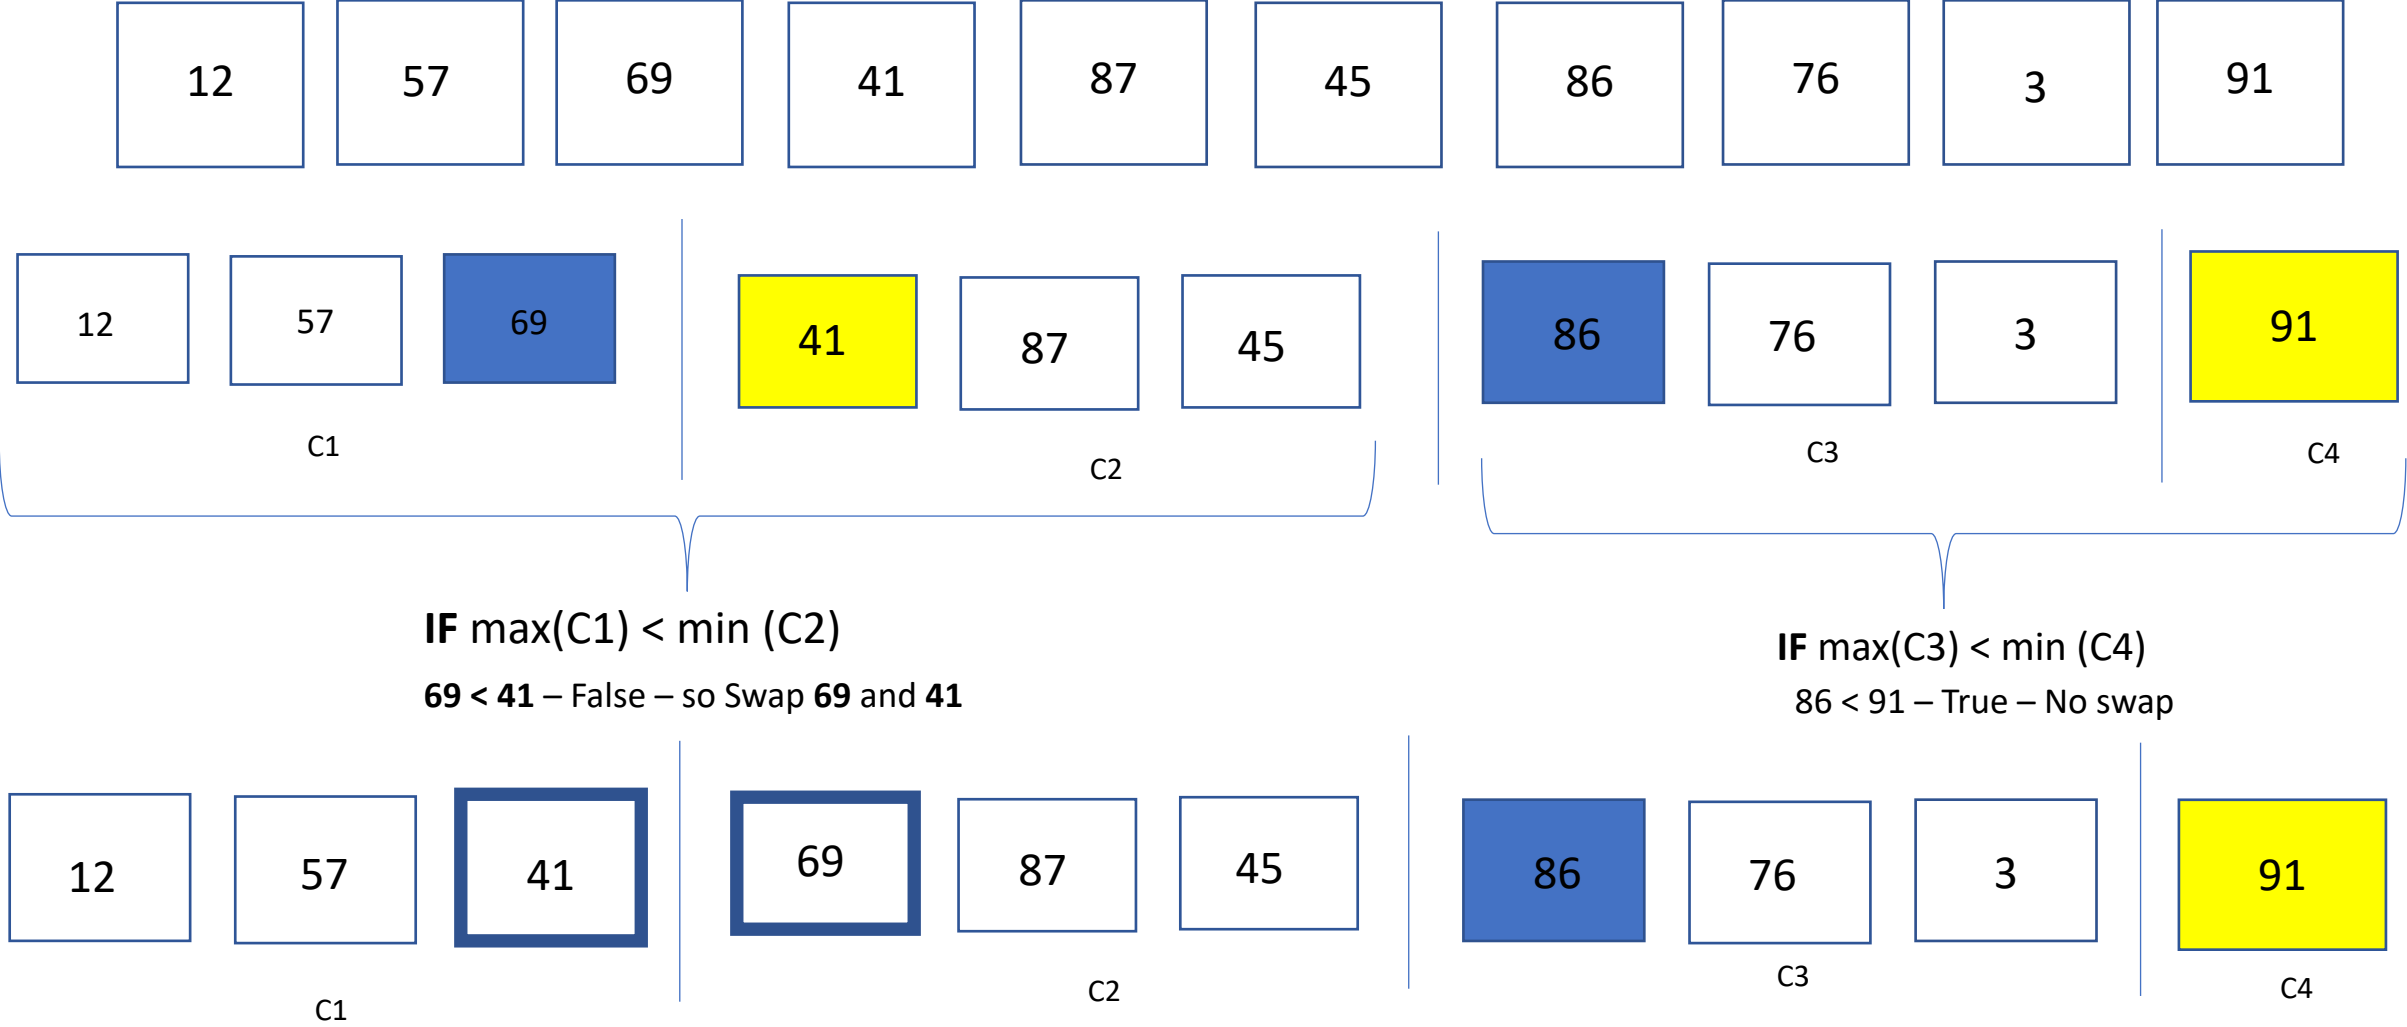 12 57 69 41 87 45 86 76 3 91
12 57 69 41 87 45 86 76 3 91
C1 C2 C3 C4
IF max(C1) < min (C2)
69 < 41 – False – so Swap 69 and 41
IF max(C3) < min (C4)
86 < 91 – True – No swap
12 57 41 69 87 45 86 76 3 91
C1 C2 C3 C4